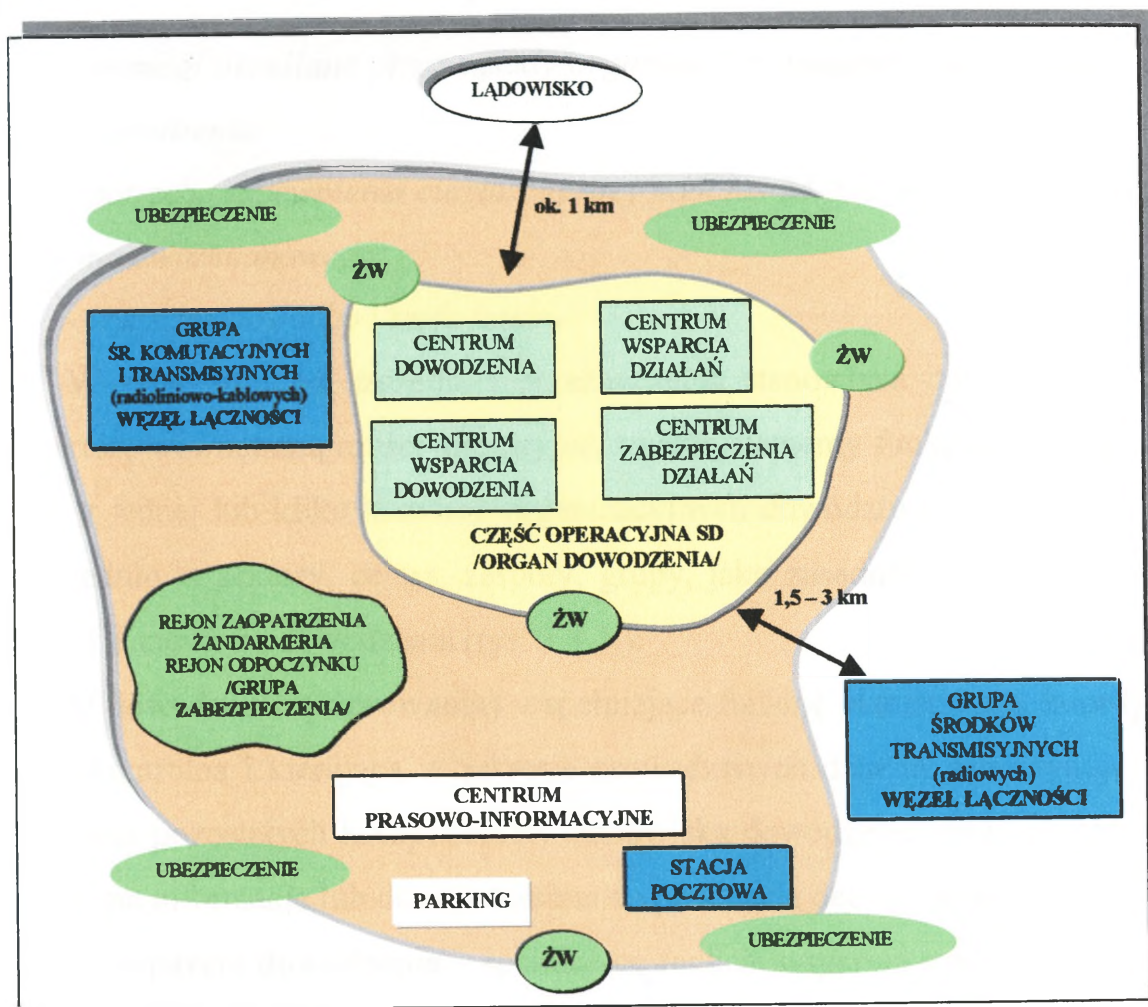 LĄDOWISKO
ok. 1 km
UBEZPIECZENIE
UBEZPIECZENIE
ŻW
GRUPA
ŚR. KOMUTACYJNYCH
I TRANSMISYJNYCH
(radioliniowo-kablowych)
WĘZĘŁ ŁĄCZNOŚCI
CENTRUM
DOWODZENIA
CENTRUM
WSPARCIA
DZIAŁAŃ
ŻW
CENTRUM
WSPARCIA
DOWODZENIA
CENTRUM
ZABEZPIECZENIA
DZIAŁAŃ
CZĘŚĆ OPERACYJNA SD
/ORGAN DOWODZENIA/
ŻW
1,5 – 3 km
REJON ZAOPATRZENIA
ŻANDARMERIA
REJON ODPOCZYNKU
/GRUPA
ZABEZPIECZENIA/
GRUPA
ŚRODKÓW
TRANSMISYJNYCH
(radiowych)
WĘZEŁ ŁĄCZNOŚCI
CENTRUM
PRASOWO-INFORMACYJNE
UBEZPIECZENIE
STACJA
POCZTOWA
PARKING
UBEZPIECZENIE
ŻW